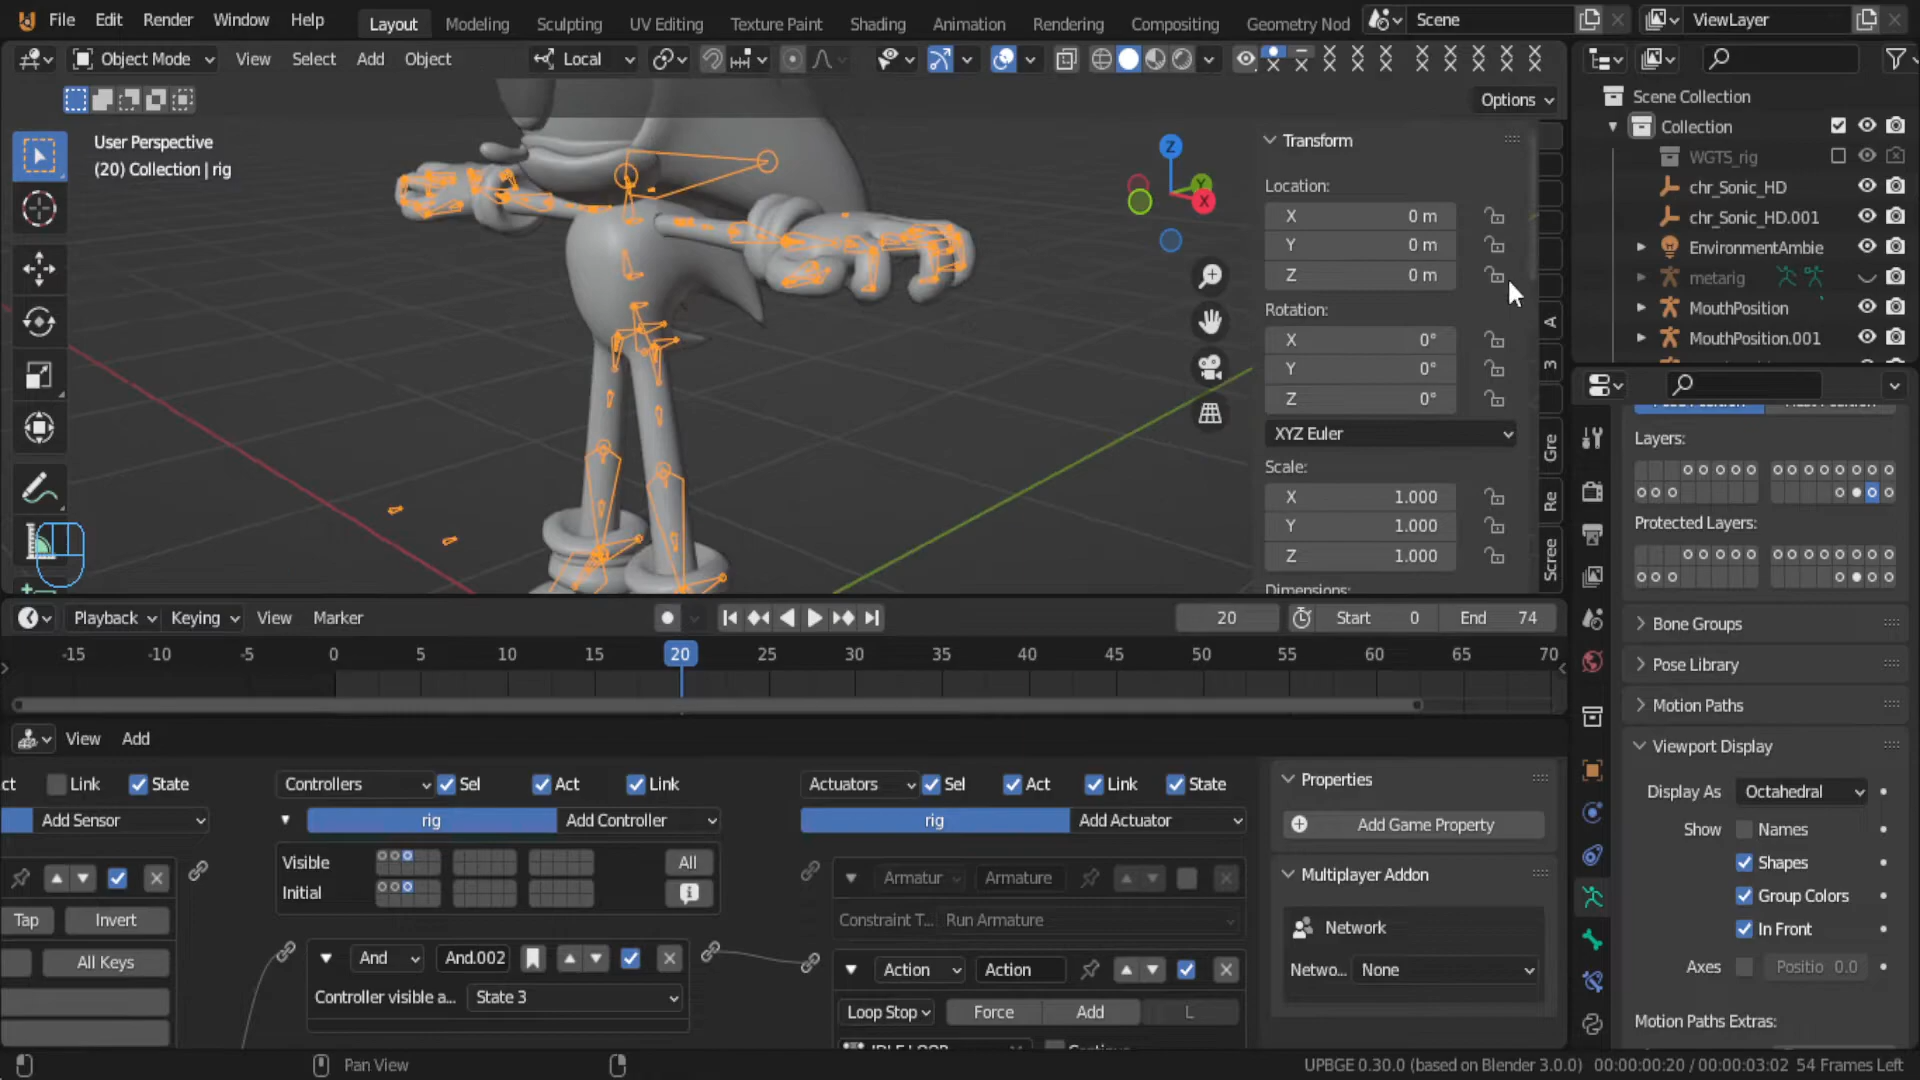 File Edit Render Window Help Layout Modeling Sculpting UV Editing Texture Paint Shading Animation Rendering Compositing Geometry Nod Scene ViewLayer
Object Mode View Select Add Object Local
Options
User Perspective
(20) Collection | rig
Z
Y
X
Transform
Location:
X 0 m
Y 0 m
Z 0 m
Rotation:
X 0°
Y 0°
Z 0°
XYZ Euler
Scale:
X 1.000
Y 1.000
Z 1.000
Dimensions:
A
3
Gre
Re
Scree
Scene Collection
Collection
WGTS_rig
chr_Sonic_HD
chr_Sonic_HD.001
EnvironmentAmbie
metarig
MouthPosition
MouthPosition.001
Layers:
Protected Layers:
Bone Groups
Pose Library
Motion Paths
Viewport Display
Display As Octahedral
Show Names
Shapes
Group Colors
In Front
Axes Positio 0.0
Motion Paths Extras:
Playback Keying View Marker 20 Start 0 End 74
-15 -10 -5 0 5 10 15 20 25 30 35 40 45 50 55 60 65 70
View Add
ct Link State Controllers Sel Act Link Actuators Sel Act Link State
Add Sensor rig Add Controller rig Add Actuator
Visible All
Initial
Tap Invert
All Keys
And And.002
Controller visible a... State 3
Armatur Armature
Constraint T... Run Armature
Action Action
Loop Stop Force Add L
Properties
Add Game Property
Multiplayer Addon
Network
Netwo... None
Pan View
UPBGE 0.30.0 (based on Blender 3.0.0) 00:00:00:20 / 00:00:03:02 54 Frames Left